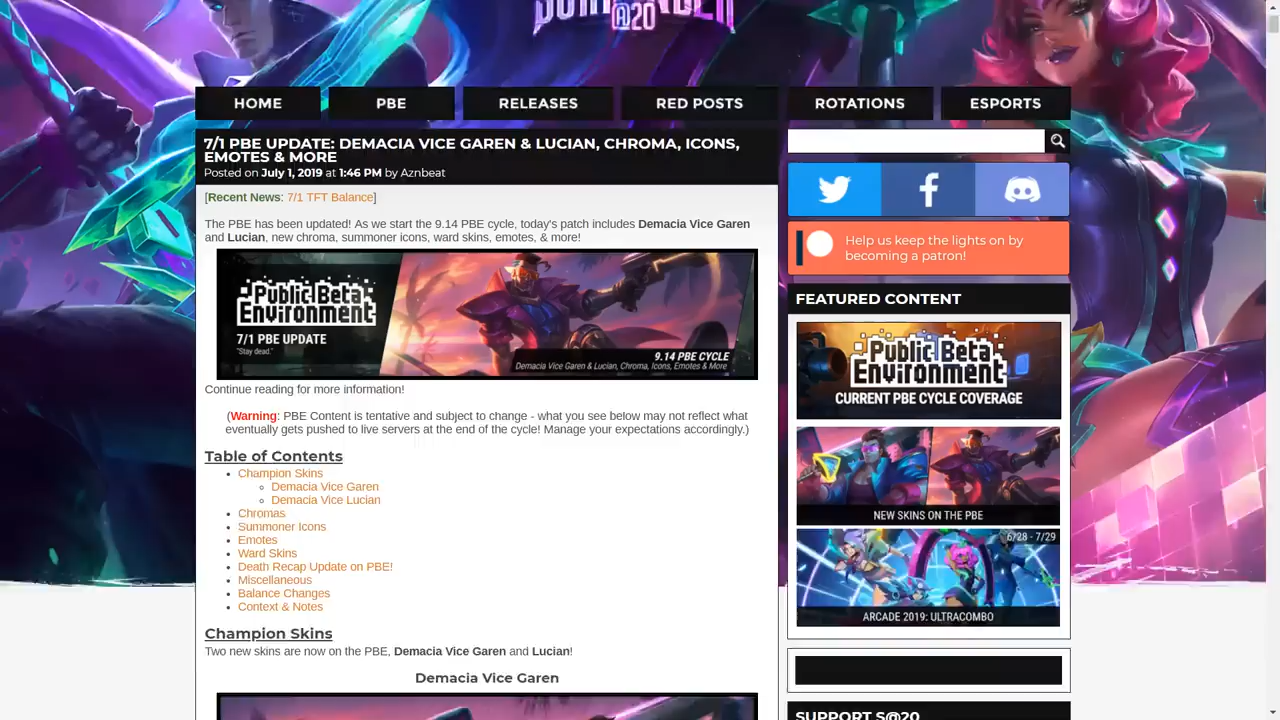 @20
HOME
PBE
RELEASES
RED POSTS
ROTATIONS
ESPORTS
7/1 PBE UPDATE: DEMACIA VICE GAREN & LUCIAN, CHROMA, ICONS,
EMOTES & MORE
Posted on July 1, 2019 at 1:46 PM by Aznbeat
[Recent News: 7/1 TFT Balance]
The PBE has been updated! As we start the 9.14 PBE cycle, today's patch includes Demacia Vice Garen
and Lucian, new chroma, summoner icons, ward skins, emotes, & more!
Public Beta
Environment
7/1 PBE UPDATE
"Stay dead."
9.14 PBE CYCLE
Demacia Vice Garen & Lucian, Chroma, Icons, Emotes & More
Continue reading for more information!
(Warning: PBE Content is tentative and subject to change - what you see below may not reflect what
eventually gets pushed to live servers at the end of the cycle! Manage your expectations accordingly.)
Table of Contents
Champion Skins
Demacia Vice Garen
Demacia Vice Lucian
Chromas
Summoner Icons
Emotes
Ward Skins
Death Recap Update on PBE!
Miscellaneous
Balance Changes
Context & Notes
Champion Skins
Two new skins are now on the PBE, Demacia Vice Garen and Lucian!
Demacia Vice Garen
Help us keep the lights on by
becoming a patron!
FEATURED CONTENT
Public Beta
Environment
CURRENT PBE CYCLE COVERAGE
NEW SKINS ON THE PBE
6/28 - 7/29
ARCADE 2019: ULTRACOMBO
SUPPORT S@20